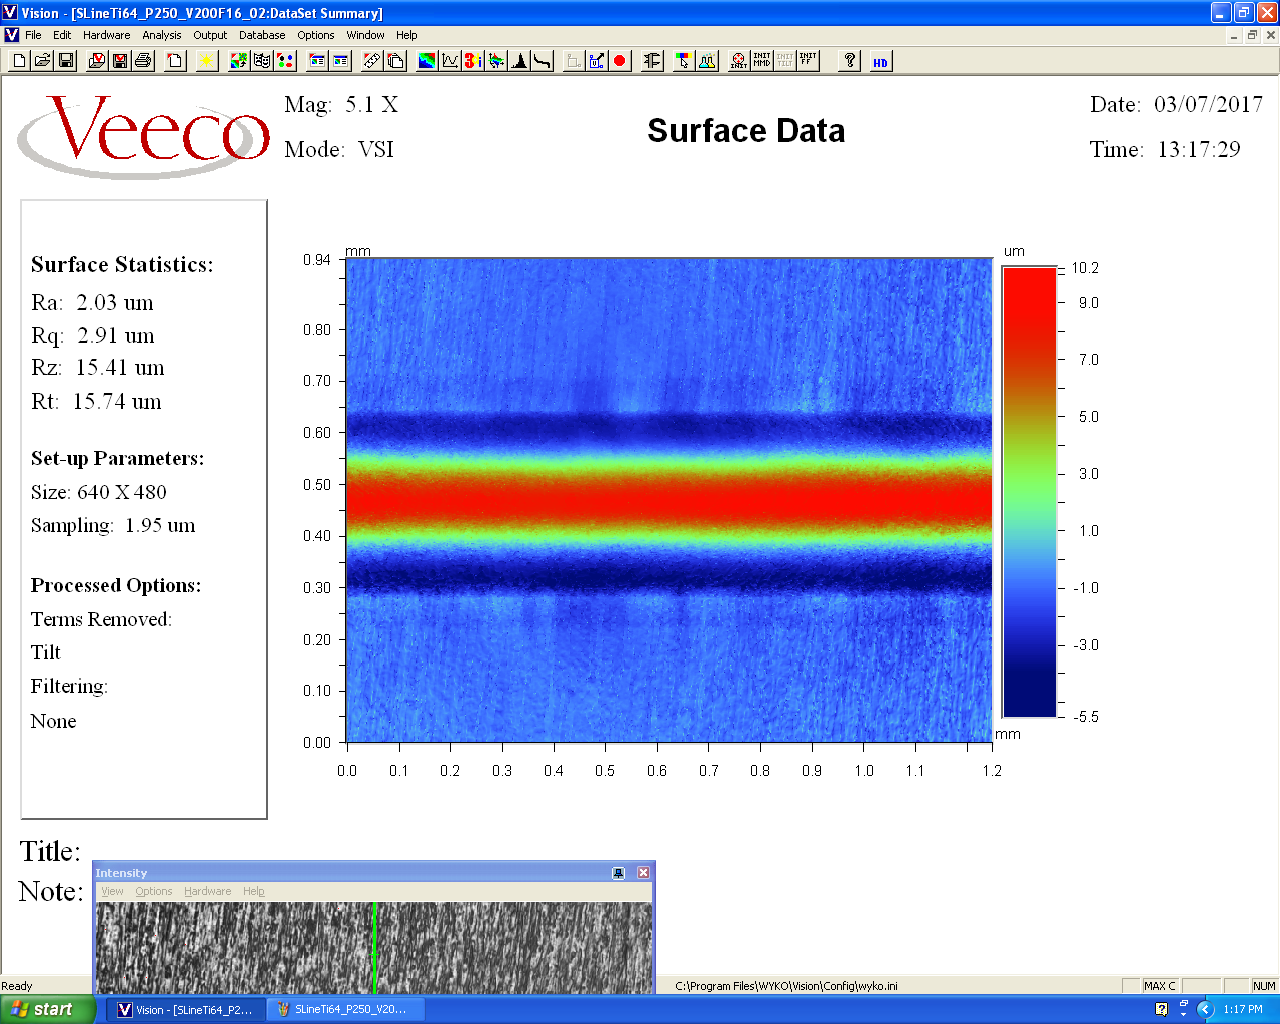 Vision - [SLineTi64_P250_V200F16_02:DataSet Summary]
File Edit Hardware Analysis Output Database Options Window Help
INIT INIT MMD INIT TILT INIT FF ? HD
Veeco
Mag: 5.1 X
Mode: VSI
Surface Data
Date: 03/07/2017
Time: 13:17:29
Surface Statistics:
Ra: 2.03 um
Rq: 2.91 um
Rz: 15.41 um
Rt: 15.74 um
Set-up Parameters:
Size: 640 X 480
Sampling: 1.95 um
Processed Options:
Terms Removed:
Tilt
Filtering:
None
mm
0.94
0.80
0.70
0.60
0.50
0.40
0.30
0.20
0.10
0.00
0.0 0.1 0.2 0.3 0.4 0.5 0.6 0.7 0.8 0.9 1.0 1.1 1.2
mm
um
10.2
9.0
7.0
5.0
3.0
1.0
-1.0
-3.0
-5.5
Title:
Note:
Intensity
View Options Hardware Help
Ready
C:\Program Files\WYKO\Vision\Config\wyko.ini
MAX C
NUM
start
Vision - [SLineTi64_P2...
SLineTi64_P250_V20...
1:17 PM